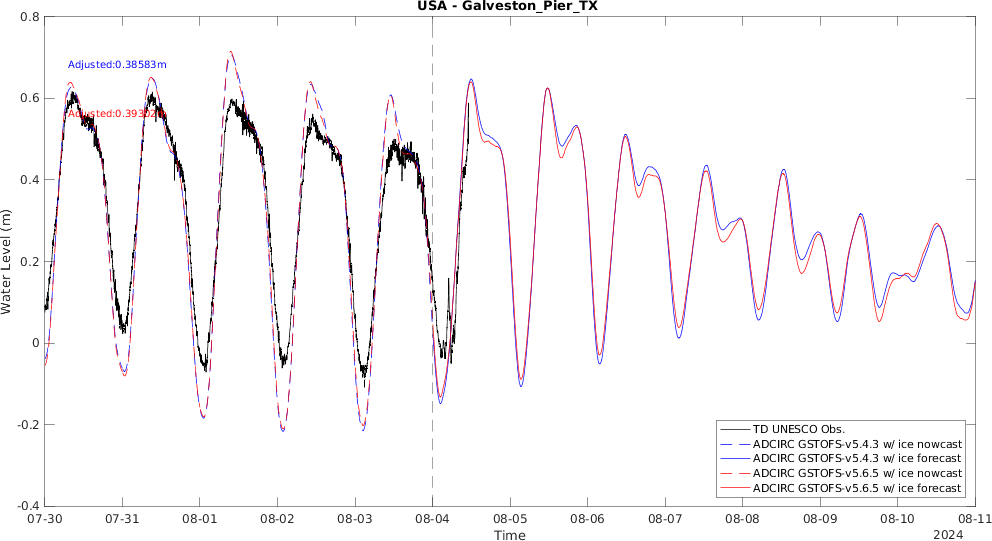 USA - Galveston_Pier_TX
Water Level (m)
0.8
0.6
0.4
0.2
0
-0.2
-0.4
Adjusted:0.38583m
TD UNESCO Obs.
ADCIRC GSTOFS-v5.4.3 w/ ice nowcast
ADCIRC GSTOFS-v5.4.3 w/ ice forecast
ADCIRC GSTOFS-v5.6.5 w/ ice nowcast
ADCIRC GSTOFS-v5.6.5 w/ ice forecast
07-30 07-31 08-01 08-02 08-03 08-04 08-05 08-06 08-07 08-08 08-09 08-10 08-11
Time
2024